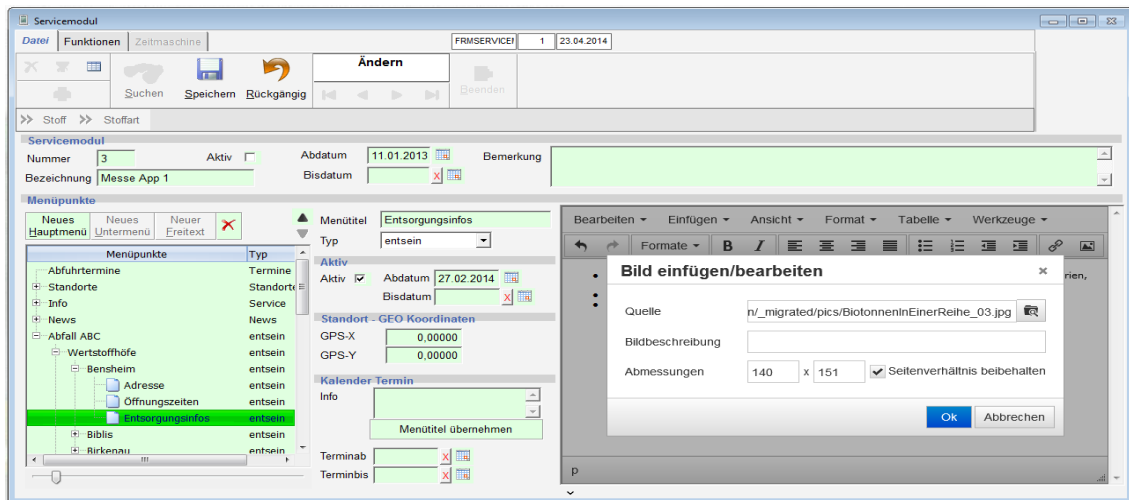 Servicemodul
Datei Funktionen Zeitmaschine FRMSERVICEI 1 23.04.2014
Ändern
Suchen Speichern Rückgängig Beenden
>> Stoff >> Stoffart
Servicemodul
Nummer 3 Aktiv Abdatum 11.01.2013 Bemerkung
Bezeichnung Messe App 1 Bisdatum X
Menüpunkte
Neues Hauptmenü Neues Untermenü Neuer Freitext
Menüpunkte Typ
Abfuhrtermine Termine
Standorte Standorte
Info Service
News News
Abfall ABC entsein
Wertstoffhöfe entsein
Bensheim entsein
Adresse entsein
Öffnungszeiten entsein
Entsorgungsinfos entsein
Biblis entsein
Birkenau entsein
Menütitel Entsorgungsinfos
Typ entsein
Aktiv
Aktiv Abdatum 27.02.2014
Bisdatum X
Standort - GEO Koordinaten
GPS-X 0,00000
GPS-Y 0,00000
Kalender Termin
Info
Menütitel übernehmen
Terminab X
Terminbis X
Bearbeiten Einfügen Ansicht Format Tabelle Werkzeuge
Formate B I
rien,
Bild einfügen/bearbeiten ×
Quelle n/_migrated/pics/BiotonnenInEinerReihe_03.jpg
Bildbeschreibung
Abmessungen 140 x 151 Seitenverhältnis beibehalten
Ok Abbrechen
p